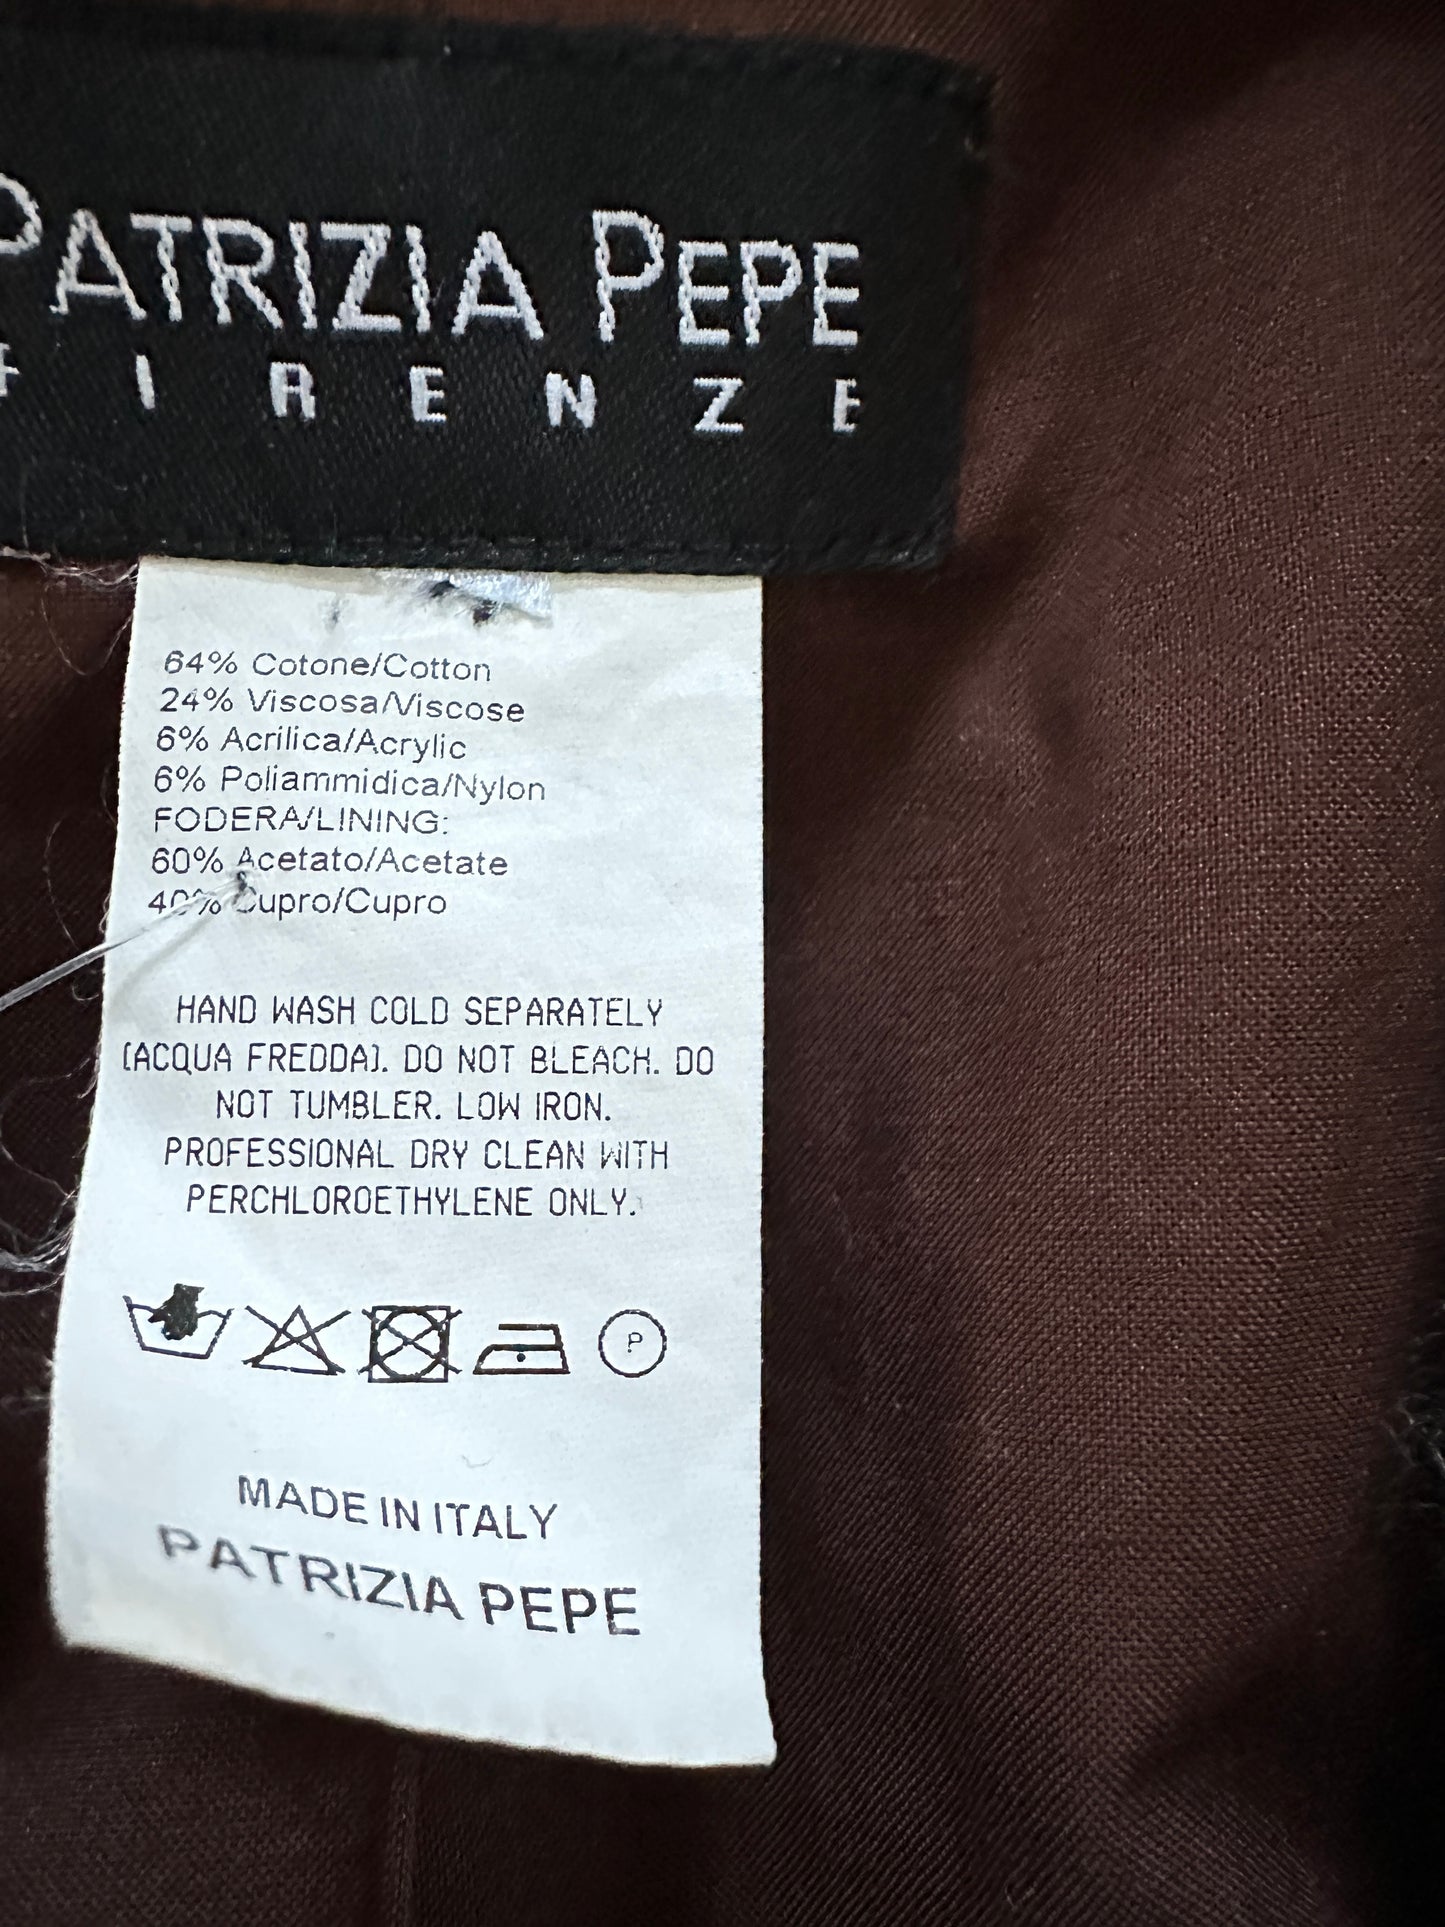 PATRIZIA PEPE
FIRENZE
64% Cotone/Cotton
24% Viscosa/Viscose
6% Acrilica/Acrylic
6% Poliammidica/Nylon
FODERA/LINING:
60% Acetato/Acetate
40% Cupro/Cupro
HAND WASH COLD SEPARATELY
(ACQUA FREDDA). DO NOT BLEACH. DO
NOT TUMBLER. LOW IRON.
PROFESSIONAL DRY CLEAN WITH
PERCHLOROETHYLENE ONLY.
P
MADE IN ITALY
PATRIZIA PEPE